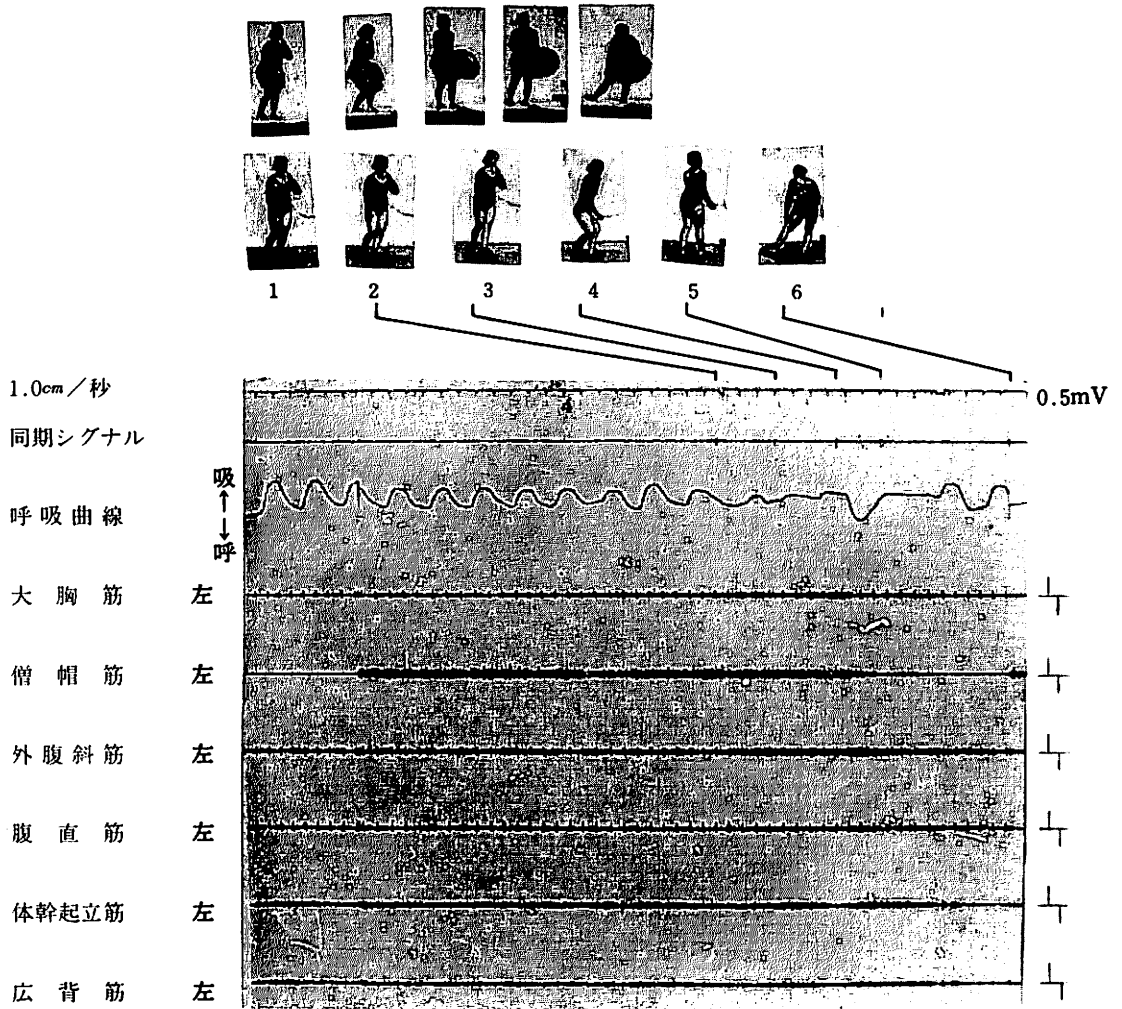 1 2 3 4 5 6
1.0cm/秒
0.5mV
同期シグナル
吸
呼吸曲線
呼
大胸筋 左
僧帽筋 左
外腹斜筋 左
腹直筋 左
体幹起立筋 左
広背筋 左